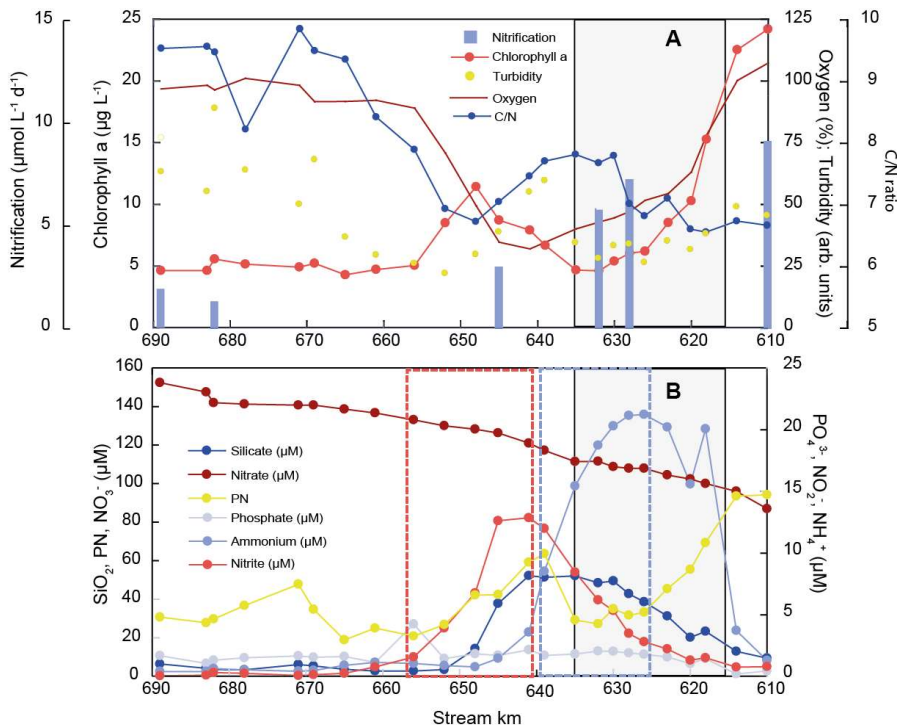 Nitrification (µmol L⁻¹ d⁻¹)
15
10
5
0
Chlorophyll a (µg L⁻¹)
25
20
15
10
5
0
A
Nitrification
Chlorophyll a
Turbidity
Oxygen
C/N
125
100
75
50
25
0
Oxygen (%); Turbidity (arb. units)
10
9
8
7
6
5
C/N ratio
690 680 670 660 650 640 630 620 610
SiO₂, PN, NO₃⁻ (µM)
160
140
120
100
80
60
40
20
0
B
Silicate (µM)
Nitrate (µM)
PN
Phosphate (µM)
Ammonium (µM)
Nitrite (µM)
25
20
15
10
5
0
PO₄³⁻, NO₂⁻, NH₄⁺ (µM)
690 680 670 660 650 640 630 620 610
Stream km